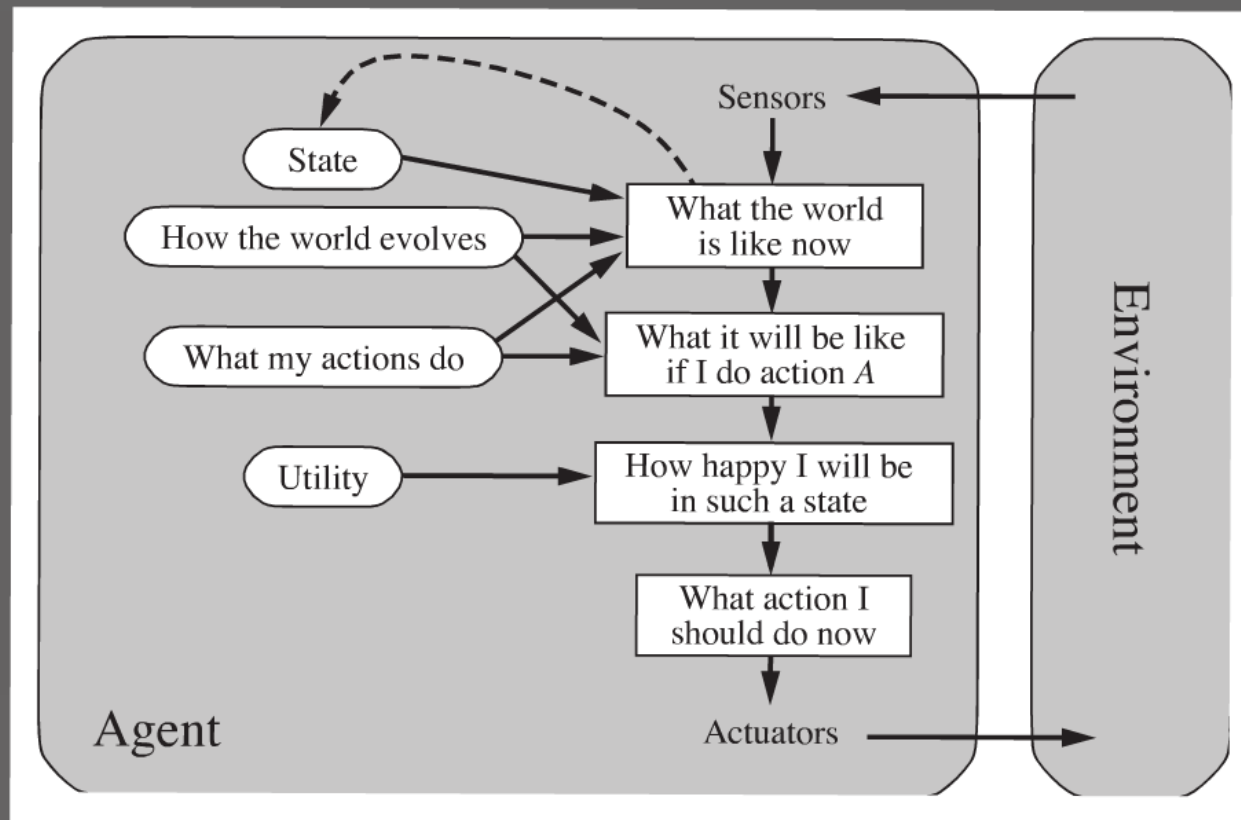 Sensors
State
What the world
is like now
How the world evolves
What it will be like
if I do action A
What my actions do
How happy I will be
in such a state
Utility
What action I
should do now
Agent
Actuators
Environment